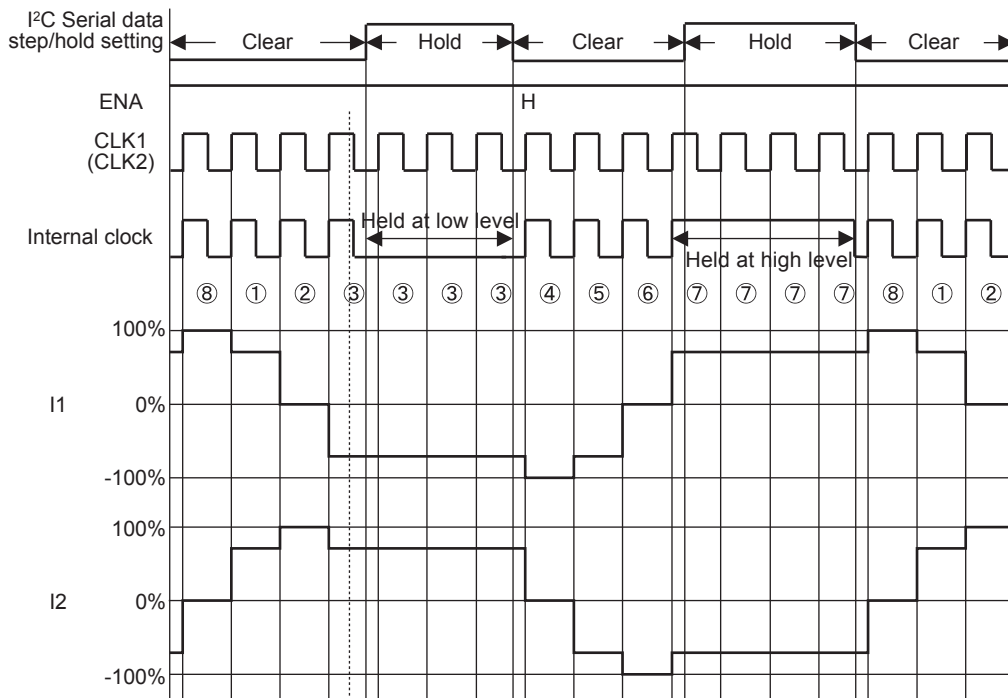 I²C Serial data
step/hold setting
Clear Hold Clear Hold Clear
ENA H
CLK1
(CLK2)
Internal clock
Held at low level
Held at high level
⑧ ① ② ③ ③ ③ ③ ④ ⑤ ⑥ ⑦ ⑦ ⑦ ⑦ ⑧ ① ②
100%
I1 0%
-100%
100%
I2 0%
-100%